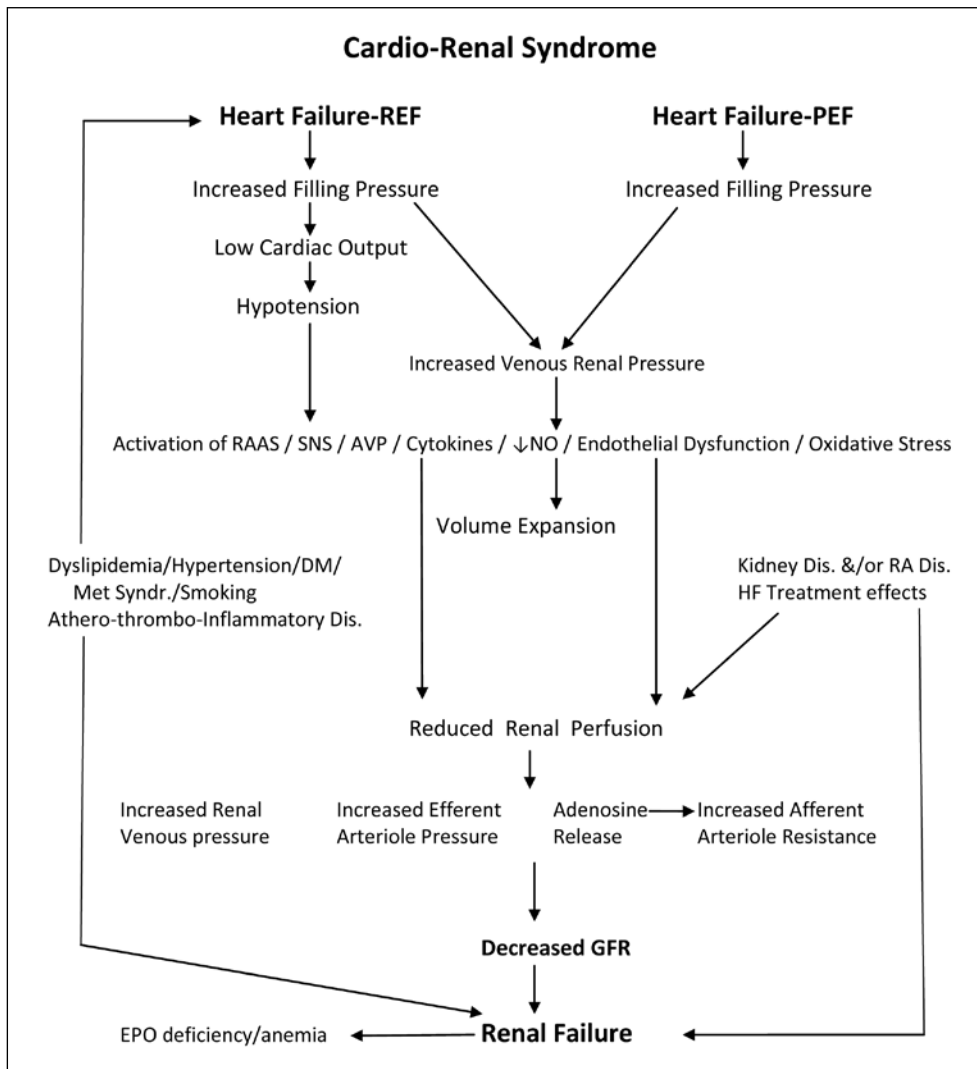 Cardio-Renal Syndrome
Heart Failure-REF
Heart Failure-PEF
Increased Filling Pressure
Increased Filling Pressure
Low Cardiac Output
Hypotension
Increased Venous Renal Pressure
Activation of RAAS / SNS / AVP / Cytokines / ↓NO / Endothelial Dysfunction / Oxidative Stress
Volume Expansion
Dyslipidemia/Hypertension/DM/
Met Syndr./Smoking
Athero-thrombo-Inflammatory Dis.
Kidney Dis. &/or RA Dis.
HF Treatment effects
Reduced Renal Perfusion
Increased Renal
Venous pressure
Increased Efferent
Arteriole Pressure
Adenosine
Release
Increased Afferent
Arteriole Resistance
Decreased GFR
EPO deficiency/anemia
Renal Failure